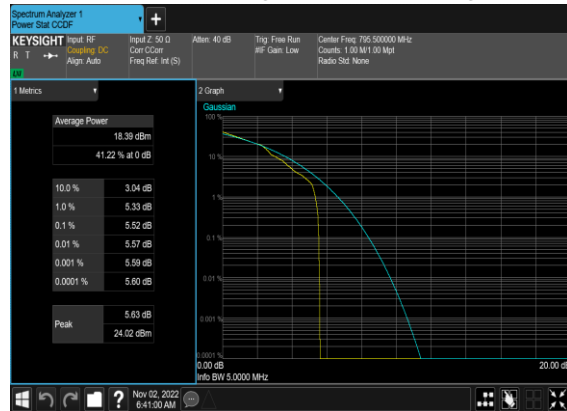 Spectrum Analyzer 1
Power Stat CCDF
+
KEYSIGHT
R T
LV
Input: RF
Coupling: DC
Align: Auto
Input Z: 50 Ω
Corr CCorr
Freq Ref: Int (S)
Atten: 40 dB
Trig: Free Run
#IF Gain: Low
Center Freq: 795.500000 MHz
Counts: 1.00 M/1.00 Mpt
Radio Std: None
1 Metrics
Average Power
18.39 dBm
41.22 % at 0 dB
10.0 % 3.04 dB
1.0 % 5.33 dB
0.1 % 5.52 dB
0.01 % 5.57 dB
0.001 % 5.59 dB
0.0001 % 5.60 dB
Peak
5.63 dB
24.02 dBm
2 Graph
Gaussian
100 %
10 %
1 %
0.1 %
0.01 %
0.001 %
0.0001 %
0.00 dB
20.00 d
Info BW 5.0000 MHz
?
Nov 02, 2022
6:41:00 AM